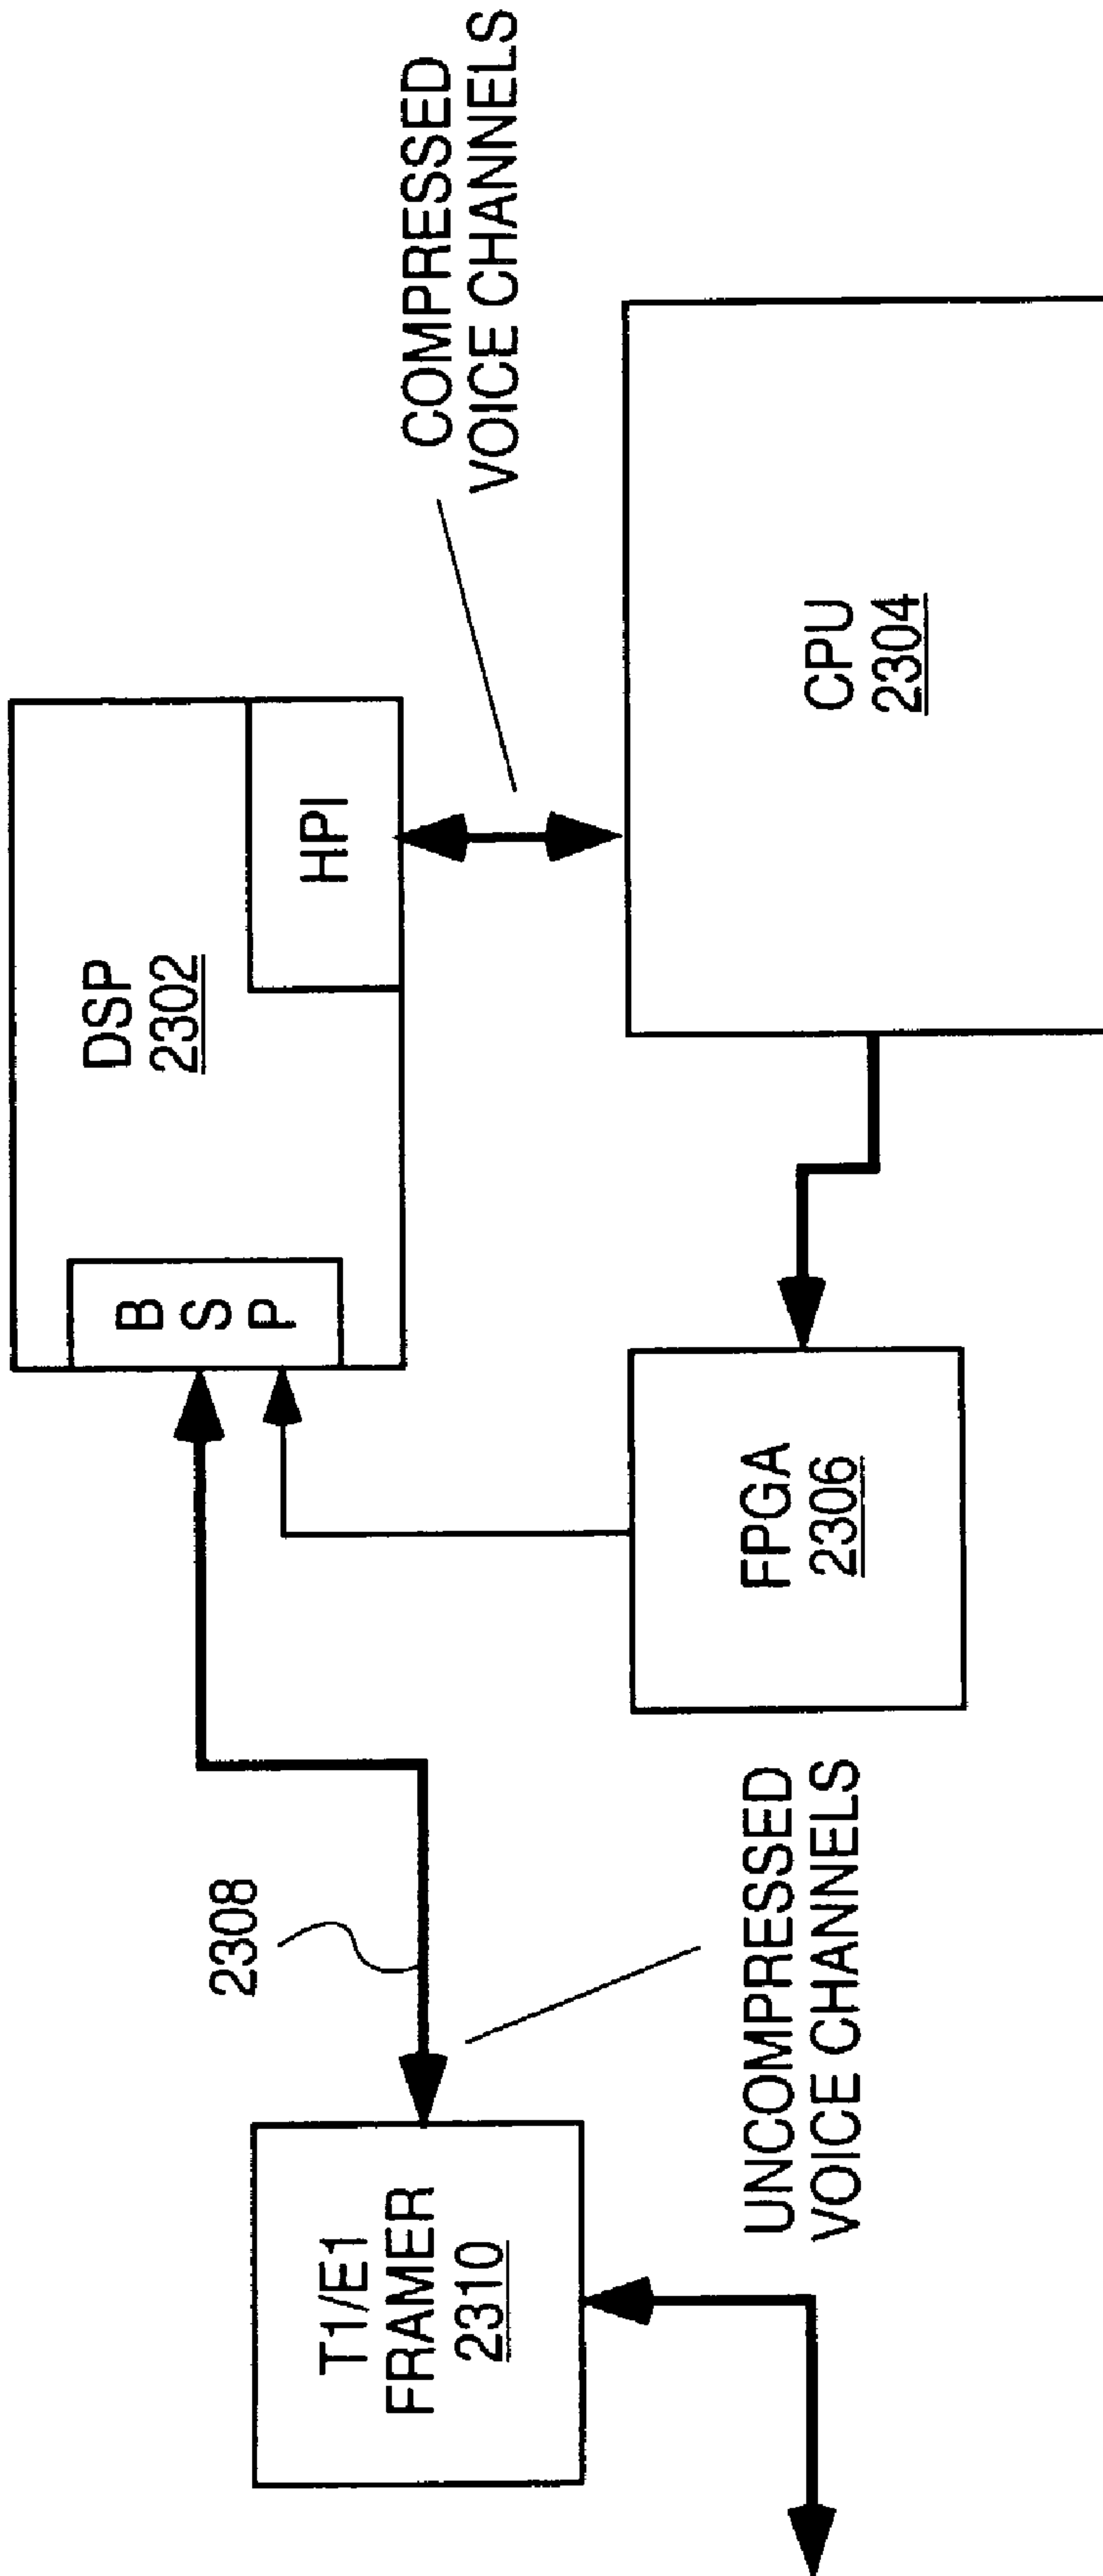 T1/E1
FRAMER
2310
2308
UNCOMPRESSED
VOICE CHANNELS
B
S
P
DSP
2302
HPI
FPGA
2306
COMPRESSED
VOICE CHANNELS
CPU
2304